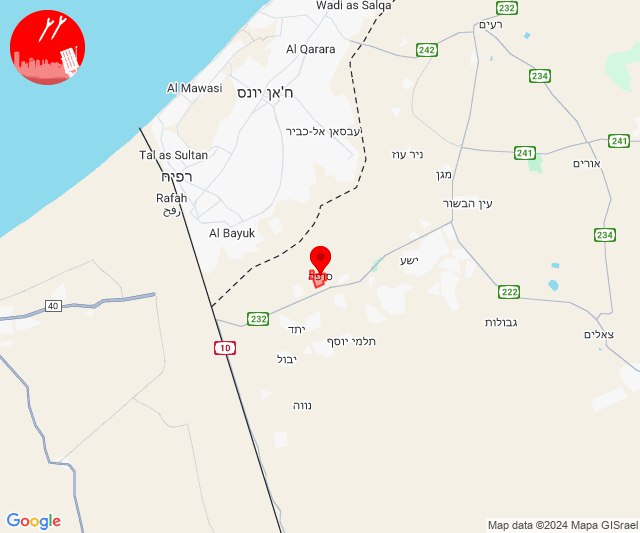 Wadi as Salqa
232
רעים
Al Qarara
242
234
Al Mawasi
ח'אן יונס
עבסאן אל-כביר
241
Tal as Sultan
ניר עוז
241
אורים
רפיח
מגן
Rafah
رفح
עין הבשור
Al Bayuk
234
ישע
סופה
222
40
232
גבולות
יתד
צאלים
תלמי יוסף
10
יבול
נווה
Google
Map data ©2024 Mapa GISrael